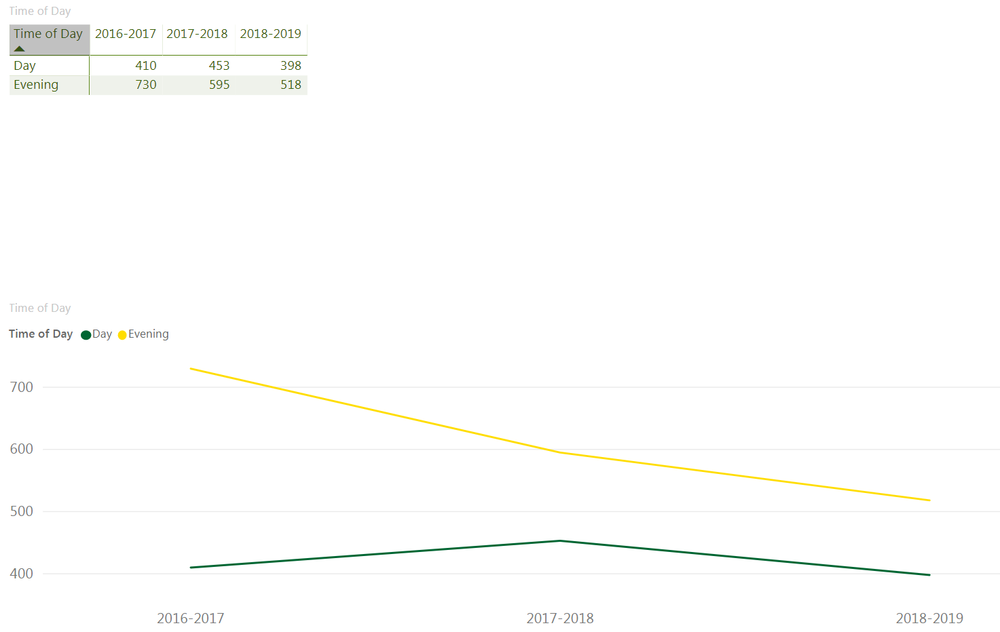 Time of Day
Time of Day 2016-2017 2017-2018 2018-2019
Day 410 453 398
Evening 730 595 518
Time of Day
Time of Day Day Evening
700
600
500
400
2016-2017 2017-2018 2018-2019